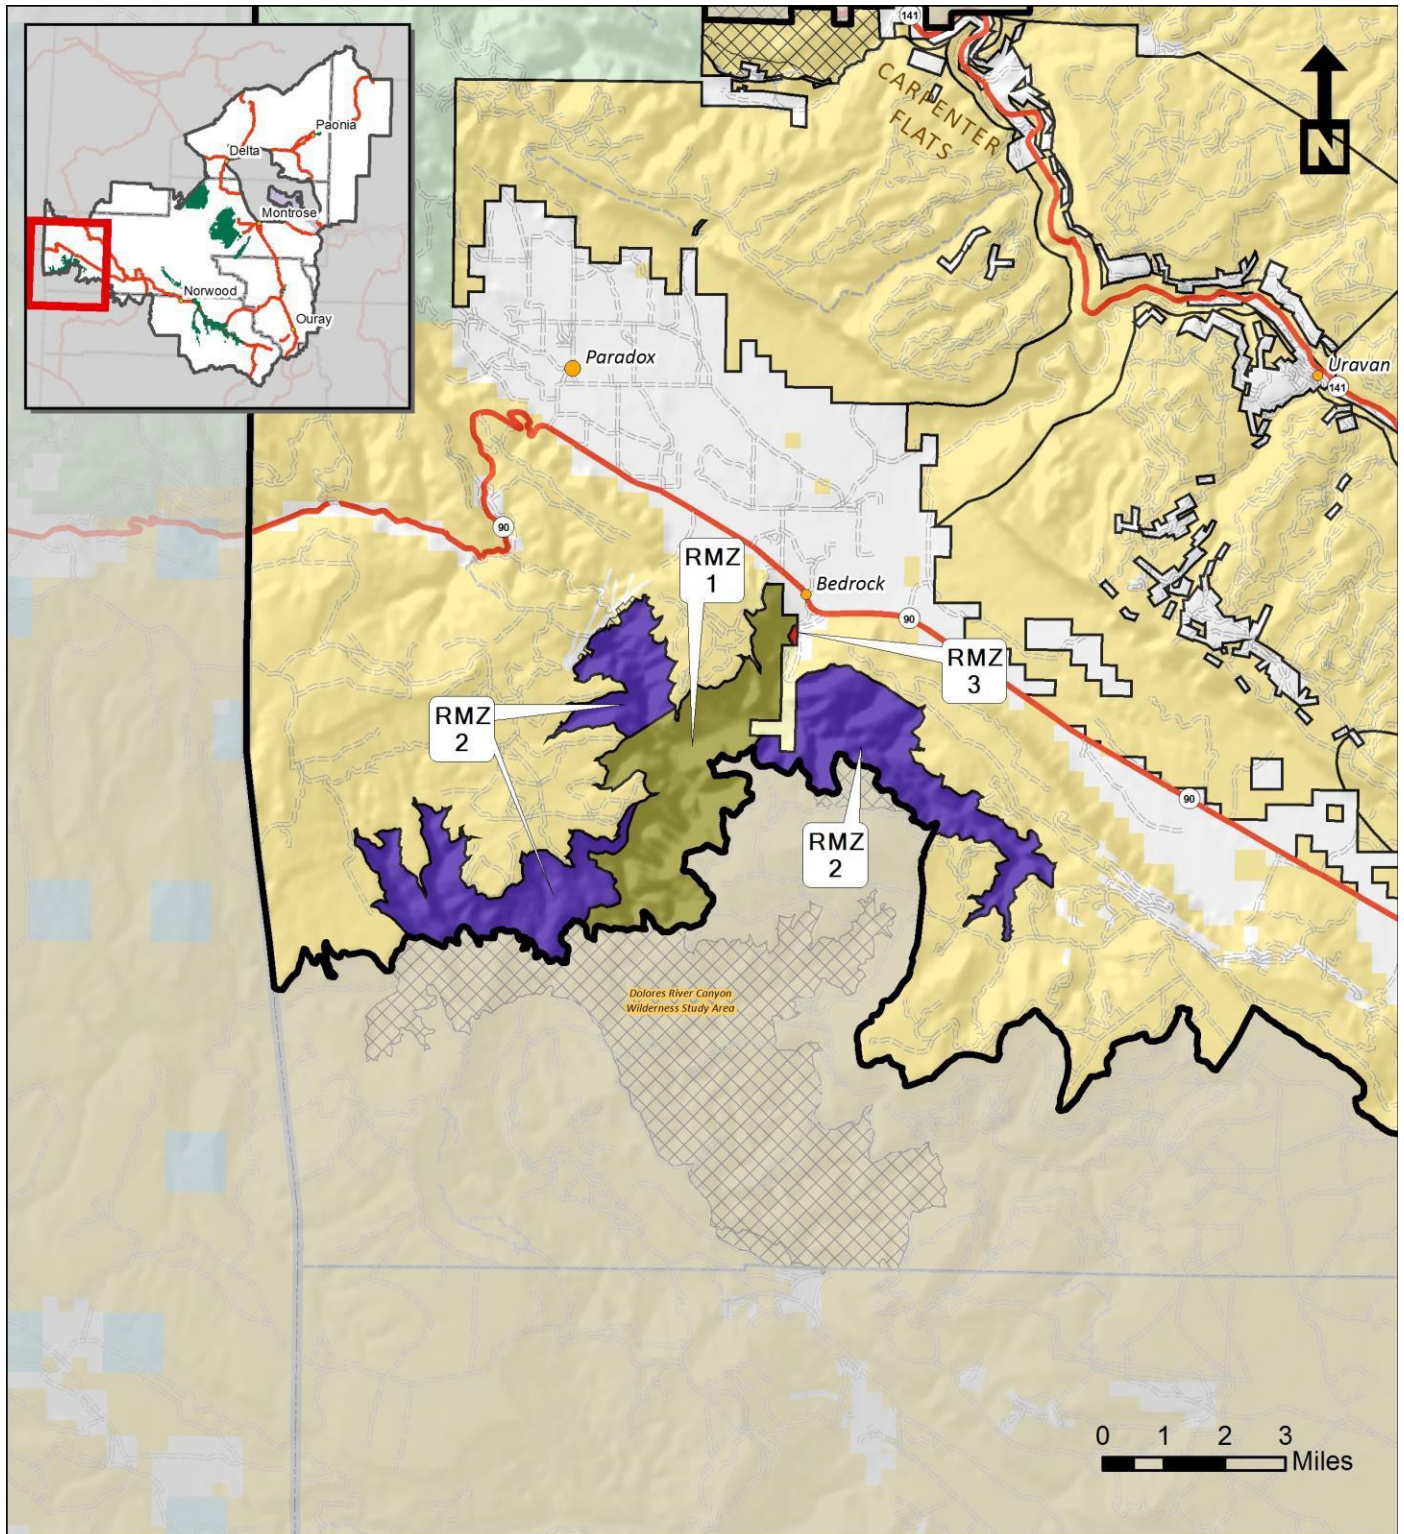 141
CARPENTER
FLATS
N
Paonia
Delta
Montrose
Norwood
Ouray
Paradox
Uravan
141
90
RMZ
1
Bedrock
90
RMZ
3
RMZ
2
90
RMZ
2
Dolores River Canyon
Wilderness Study Area
0 1 2 3
Miles